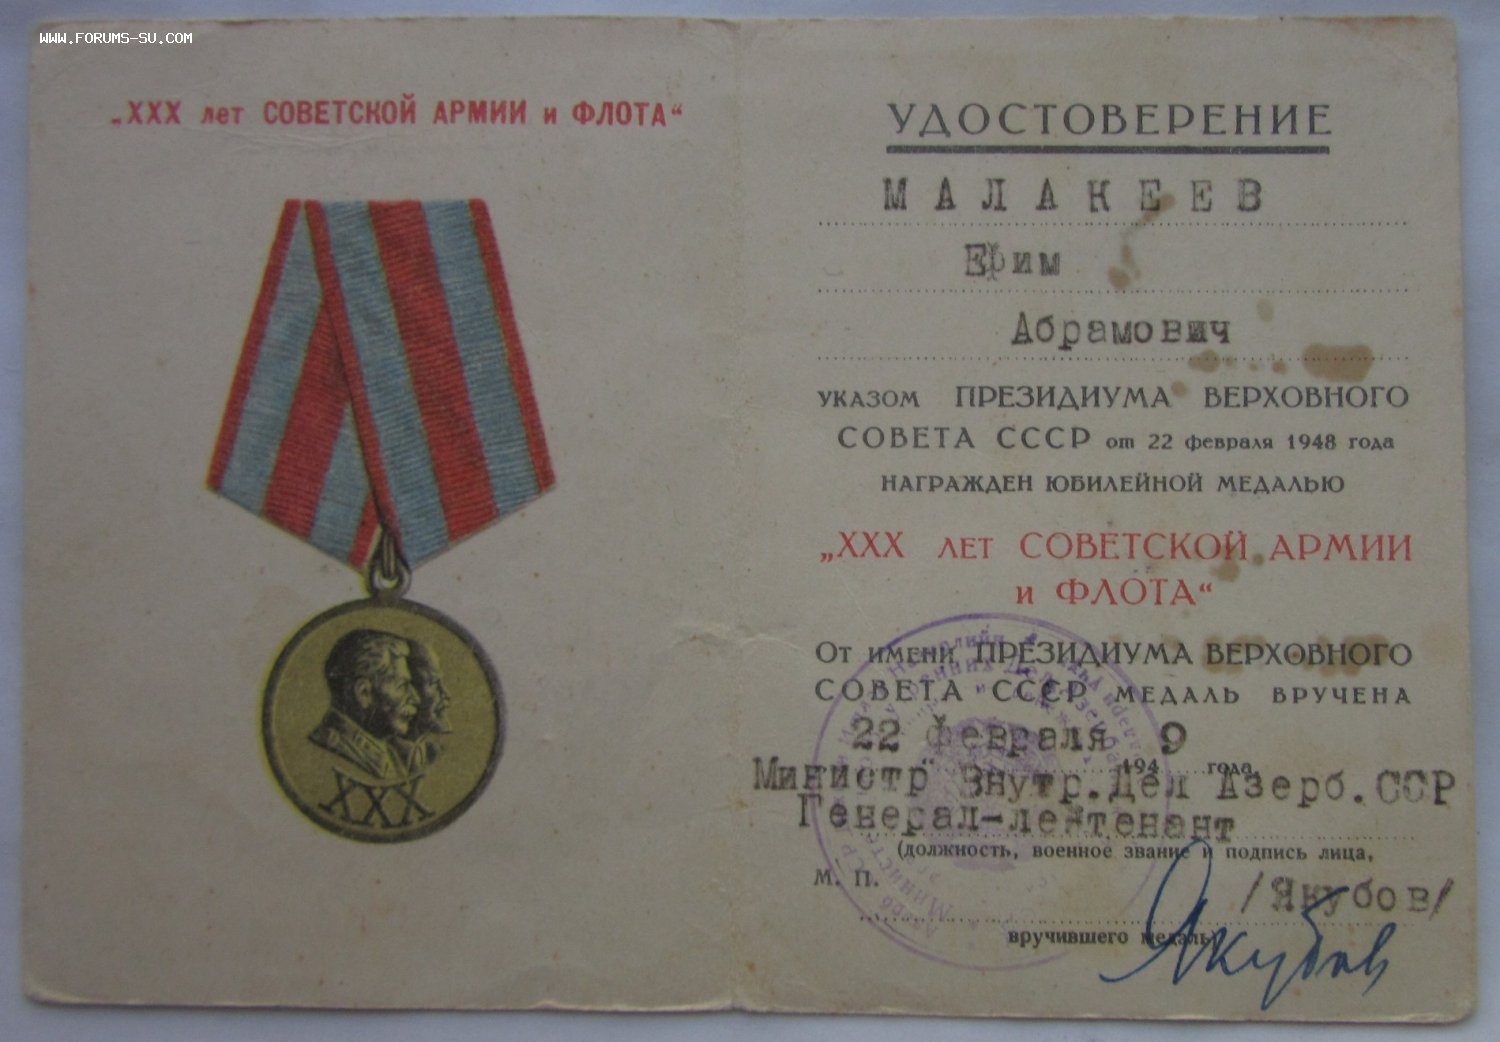 WWW.FORUMS-SU.COM
„XXX лет СОВЕТСКОЙ АРМИИ и ФЛОТА“
XXX
УДОСТОВЕРЕНИЕ
МАЛАКЕЕВ
Ефим
Абрамович
УКАЗОМ ПРЕЗИДИУМА ВЕРХОВНОГО
СОВЕТА СССР от 22 февраля 1948 года
НАГРАЖДЕН ЮБИЛЕЙНОЙ МЕДАЛЬЮ
„XXX ЛЕТ СОВЕТСКОЙ АРМИИ
и ФЛОТА“
От имени ПРЕЗИДИУМА ВЕРХОВНОГО
СОВЕТА СССР МЕДАЛЬ ВРУЧЕНА
22 февраля 1949 года
Министр Внутр.Дел Азерб.ССР
Генерал-лейтенант
(должность, военное звание и подпись лица,
М. П.
/Якубов/
вручившего медаль)
Якубов